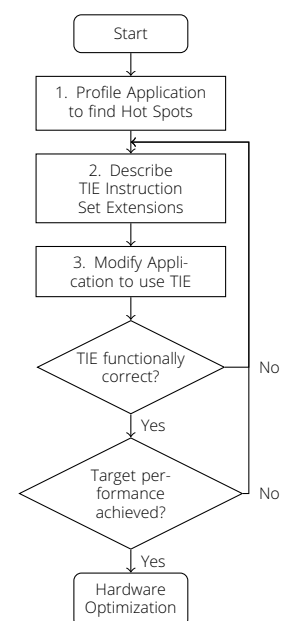 Start
1. Profile Application
to find Hot Spots
2. Describe
TIE Instruction
Set Extensions
3. Modify Appli-
cation to use TIE
TIE functionally
correct?
No
Yes
Target per-
formance
achieved?
No
Yes
Hardware
Optimization